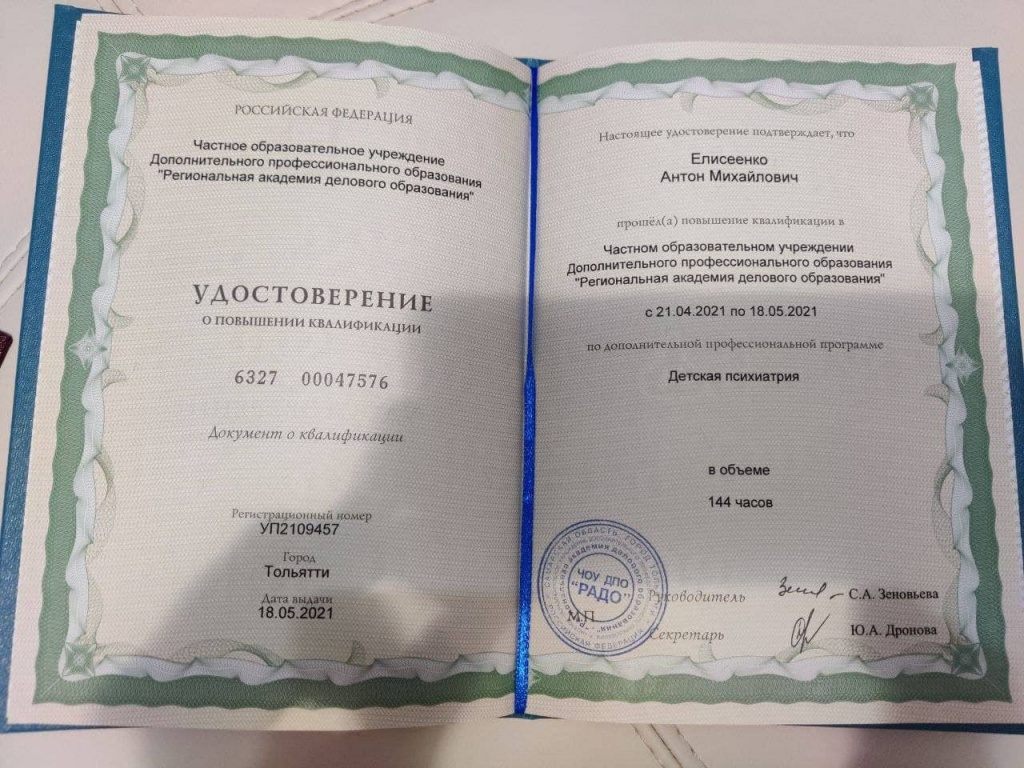 РОССИЙСКАЯ ФЕДЕРАЦИЯ
Частное образовательное учреждение
Дополнительного профессионального образования
"Региональная академия делового образования"
УДОСТОВЕРЕНИЕ
О ПОВЫШЕНИИ КВАЛИФИКАЦИИ
6327 00047576
Документ о квалификации
Регистрационный номер
УП2109457
Город
Тольятти
Дата выдачи
18.05.2021
Настоящее удостоверение подтверждает, что
Елисеенко
Антон Михайлович
прошёл(а) повышение квалификации в
Частном образовательном учреждении
Дополнительного профессионального образования
"Региональная академия делового образования"
с 21.04.2021 по 18.05.2021
по дополнительной профессиональной программе
Детская психиатрия
в объеме
144 часов
ЧОУ ДПО
"РАДО"
М.П.
Руководитель
С.А. Зеновьева
Секретарь
Ю.А. Дронова